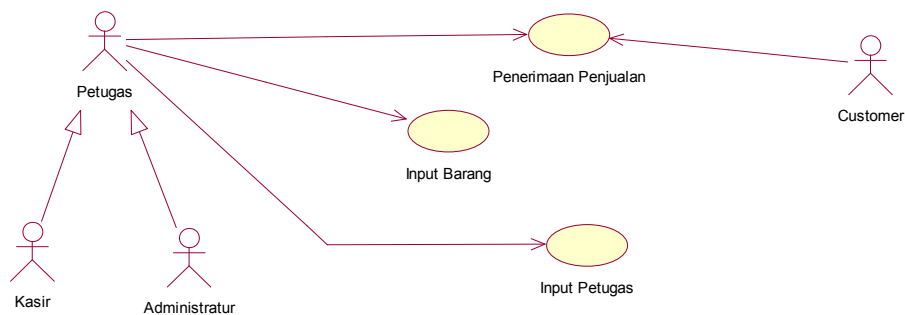 Petugas
Penerimaan Penjualan
Customer
Input Barang
Input Petugas
Kasir
Administratur